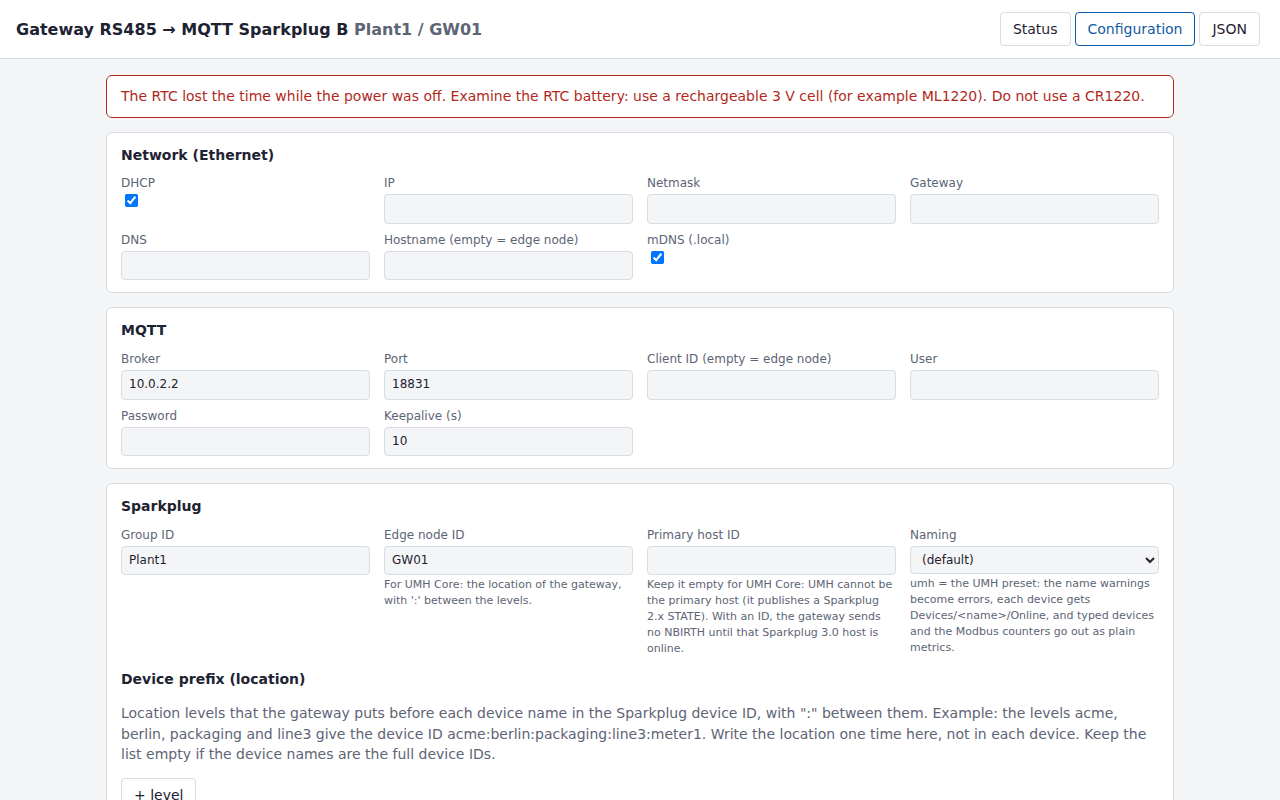 Gateway RS485 → MQTT Sparkplug B Plant1 / GW01
Status
Configuration
JSON
The RTC lost the time while the power was off. Examine the RTC battery: use a rechargeable 3 V cell (for example ML1220). Do not use a CR1220.
Network (Ethernet)
DHCP
IP
Netmask
Gateway
DNS
Hostname (empty = edge node)
mDNS (.local)
MQTT
Broker
Port
Client ID (empty = edge node)
User
10.0.2.2
18831
Password
Keepalive (s)
10
Sparkplug
Group ID
Edge node ID
Primary host ID
Naming
Plant1
GW01
(default)
For UMH Core: the location of the gateway,
with ':' between the levels.
Keep it empty for UMH Core: UMH cannot be
the primary host (it publishes a Sparkplug
2.x STATE). With an ID, the gateway sends
no NBIRTH until that Sparkplug 3.0 host is
online.
umh = the UMH preset: the name warnings
become errors, each device gets
Devices/<name>/Online, and typed devices
and the Modbus counters go out as plain
metrics.
Device prefix (location)
Location levels that the gateway puts before each device name in the Sparkplug device ID, with ":" between them. Example: the levels acme,
berlin, packaging and line3 give the device ID acme:berlin:packaging:line3:meter1. Write the location one time here, not in each device. Keep the
list empty if the device names are the full device IDs.
+ level